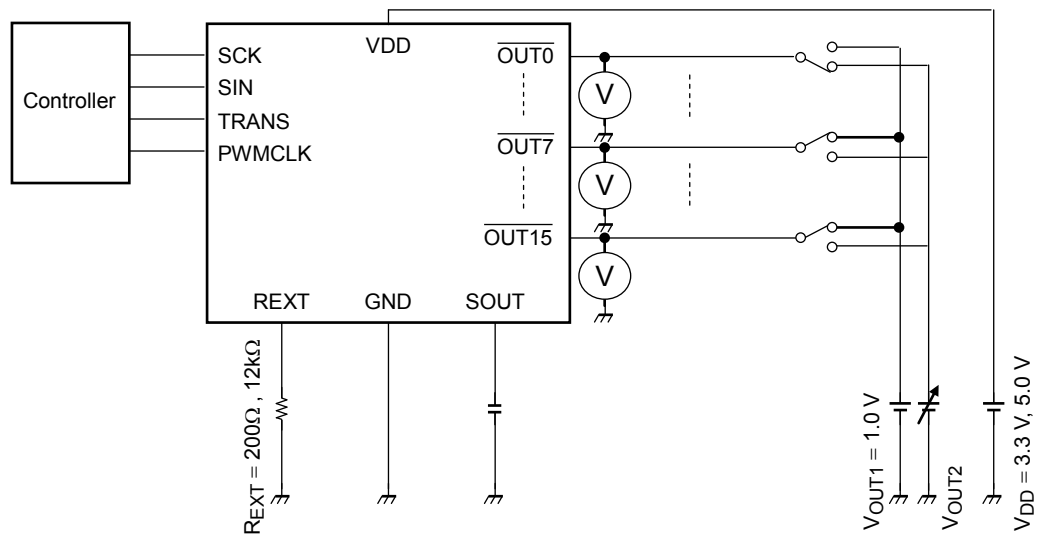 Controller
SCK
SIN
TRANS
PWMCLK
VDD
OUT0
OUT7
OUT15
V
V
V
REXT
GND
SOUT
REXT = 200Ω , 12kΩ
VOUT1 = 1.0 V
VOUT2
VDD = 3.3 V, 5.0 V